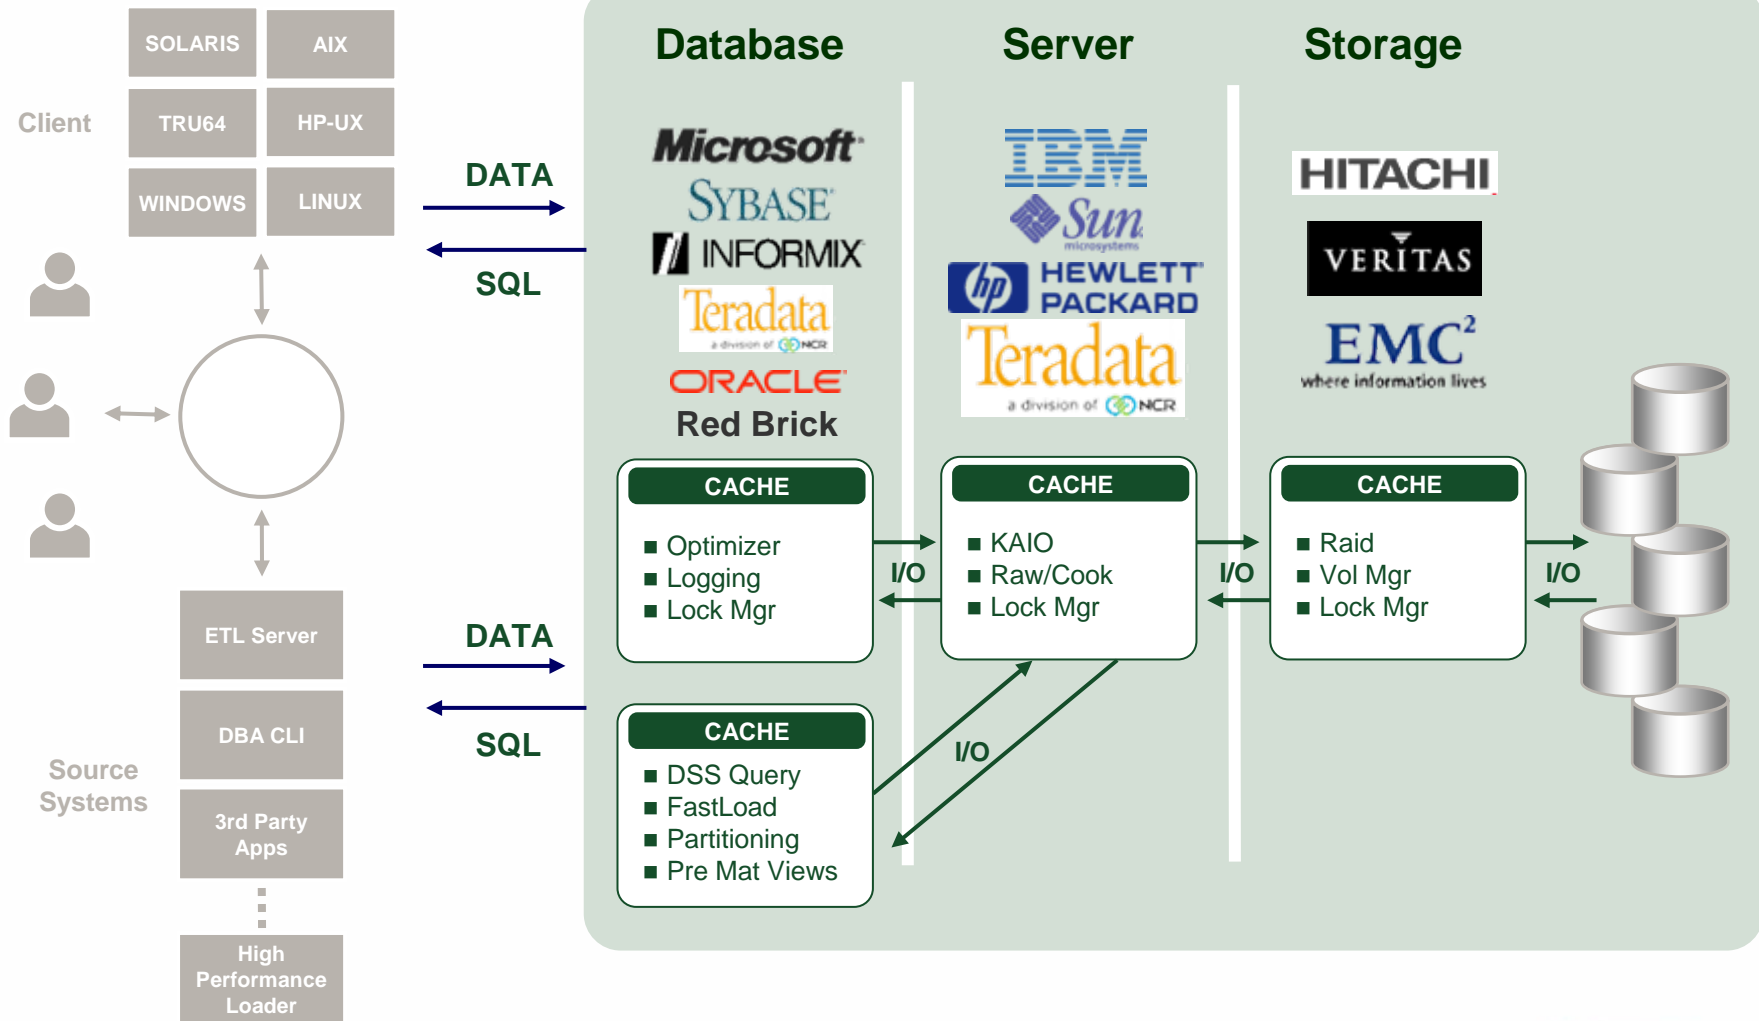 SOLARIS
AIX
Client
TRU64
HP-UX
WINDOWS
LINUX
DATA
SQL
Database
Server
Storage
Microsoft
SYBASE
INFORMIX
Teradata
a division of NCR
ORACLE
Red Brick
IBM
Sun
microsystems
hp HEWLETT
PACKARD
Teradata
a division of NCR
HITACHI
VERITAS
EMC²
where information lives
CACHE
■ Optimizer
■ Logging
■ Lock Mgr
I/O
CACHE
■ KAIO
■ Raw/Cook
■ Lock Mgr
I/O
CACHE
■ Raid
■ Vol Mgr
■ Lock Mgr
I/O
ETL Server
DATA
DBA CLI
SQL
Source
Systems
3rd Party
Apps
High
Performance
Loader
CACHE
■ DSS Query
■ FastLoad
■ Partitioning
■ Pre Mat Views
I/O